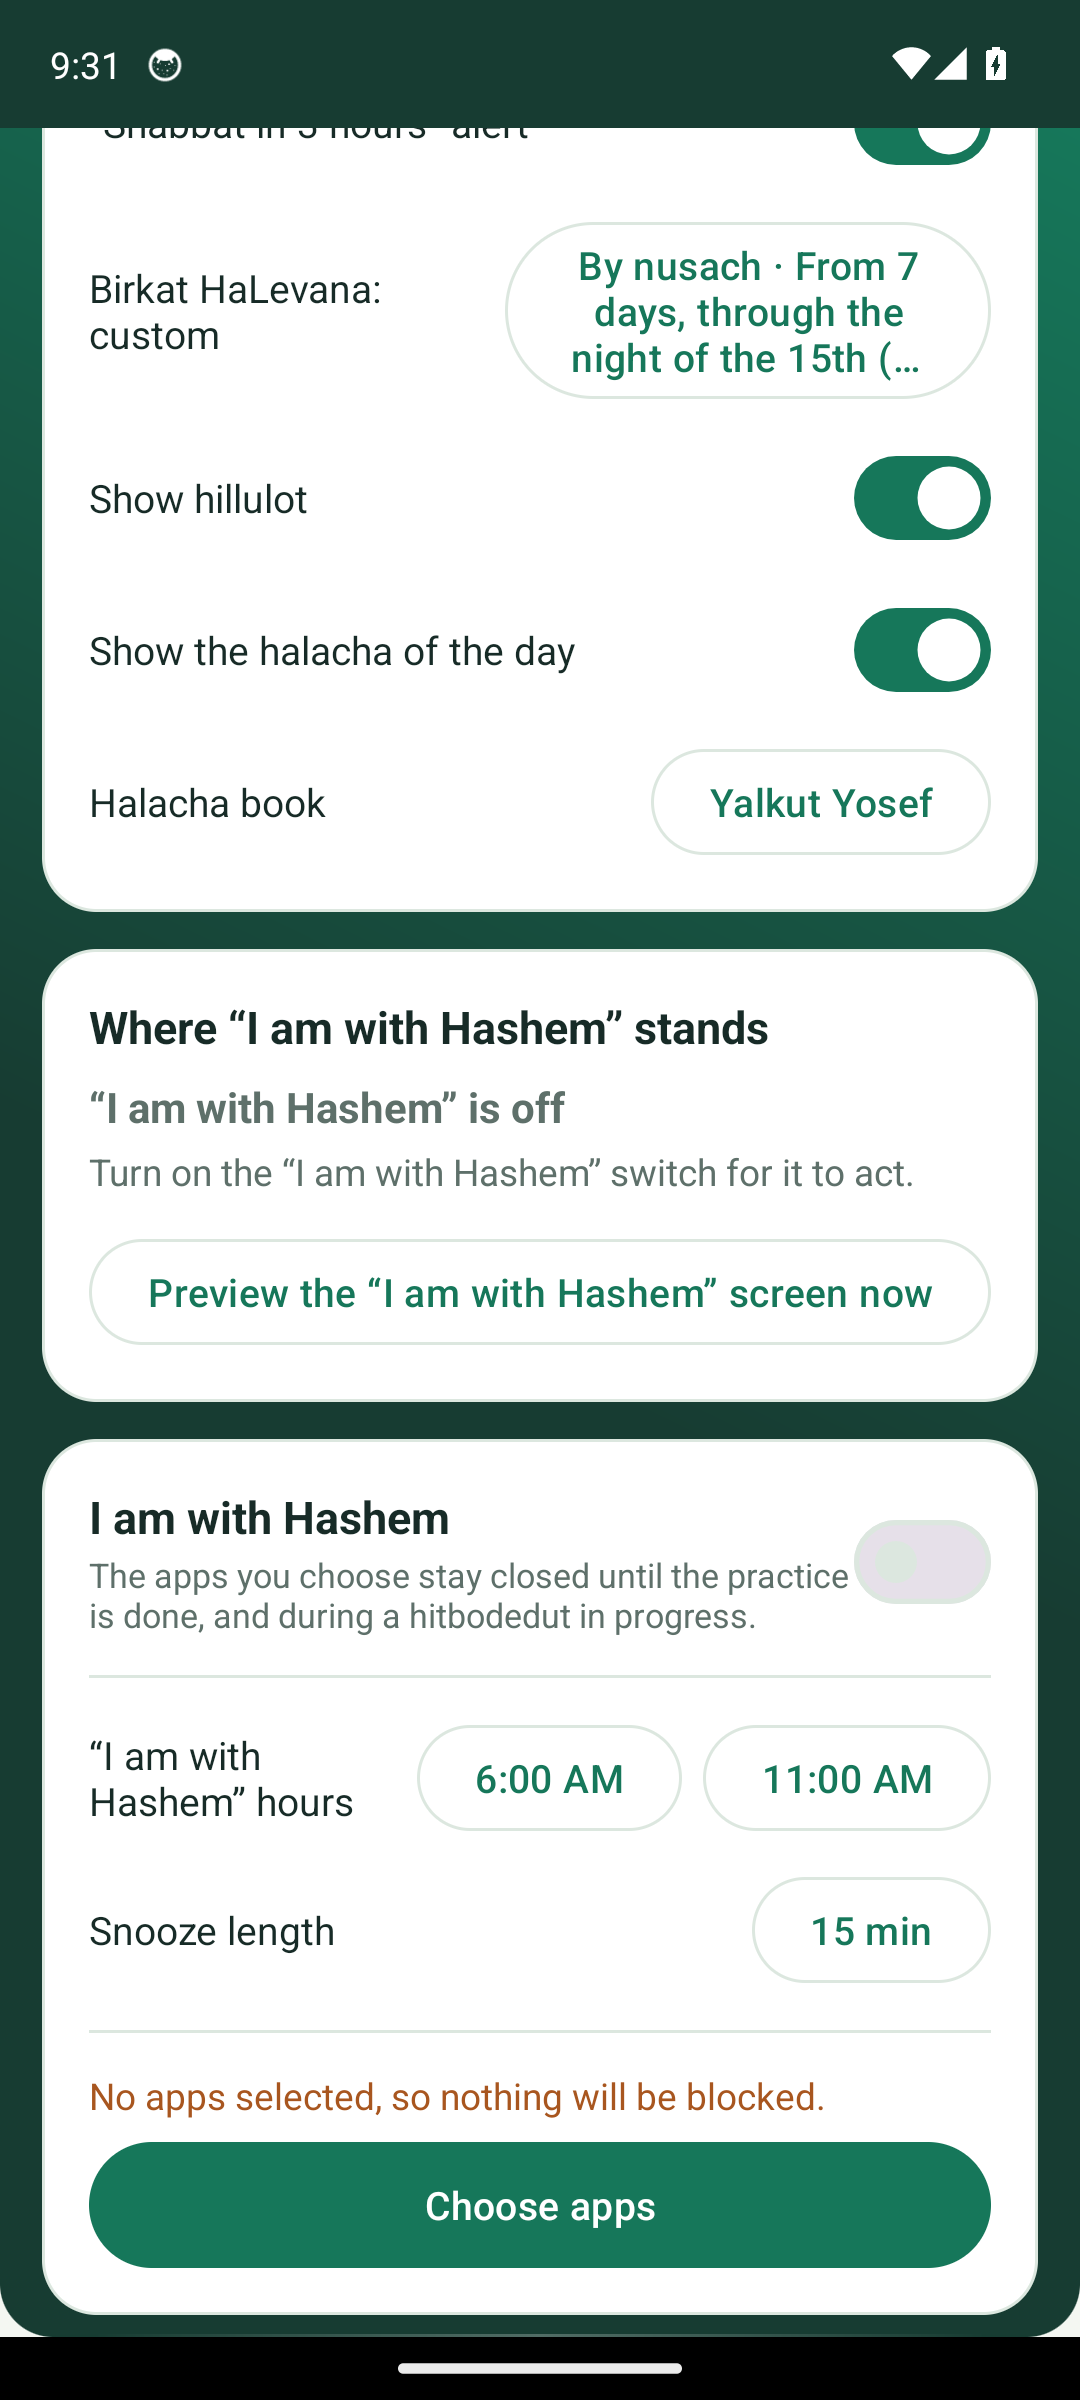 9:31
"Shabbat in 3 hours" alert
Birkat HaLevana:
custom
By nusach · From 7
days, through the
night of the 15th (…
Show hillulot
Show the halacha of the day
Halacha book
Yalkut Yosef
Where “I am with Hashem” stands
“I am with Hashem” is off
Turn on the “I am with Hashem” switch for it to act.
Preview the “I am with Hashem” screen now
I am with Hashem
The apps you choose stay closed until the practice
is done, and during a hitbodedut in progress.
“I am with
Hashem” hours
6:00 AM
11:00 AM
Snooze length
15 min
No apps selected, so nothing will be blocked.
Choose apps